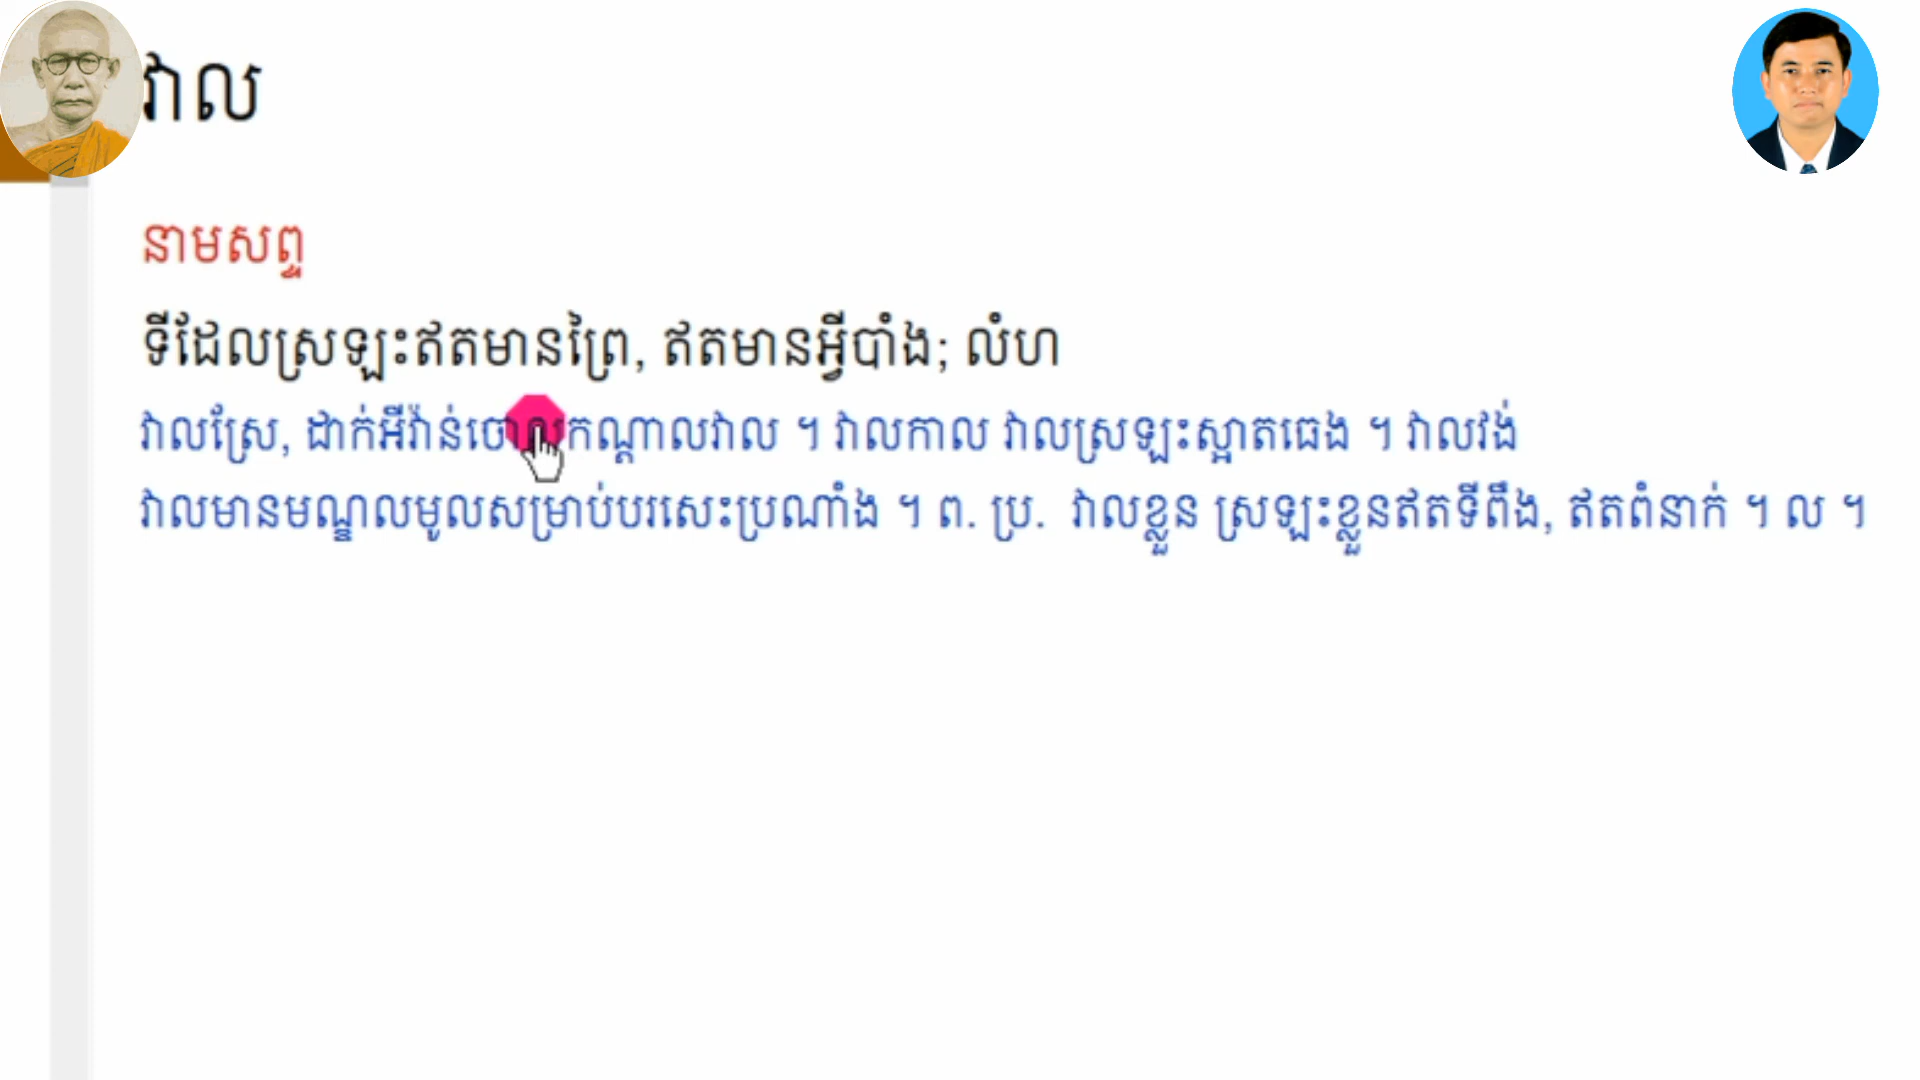 វាល
នាមសព្ទ
ទីដែលស្រឡះឥតមានព្រៃ, ឥតមានអ្វីបាំង; លំហ
វាលស្រែ, ដាក់អីវ៉ាន់ចោលកណ្ដាលវាល ។ វាលកាល វាលស្រឡះស្អាតធេង ។ វាលវង់
វាលមានមណ្ឌលមូលសម្រាប់បរសេះប្រណាំង ។ ព. ប្រ. វាលខ្លួន ស្រឡះខ្លួនឥតទីពឹង, ឥតពំនាក់ ។ ល ។